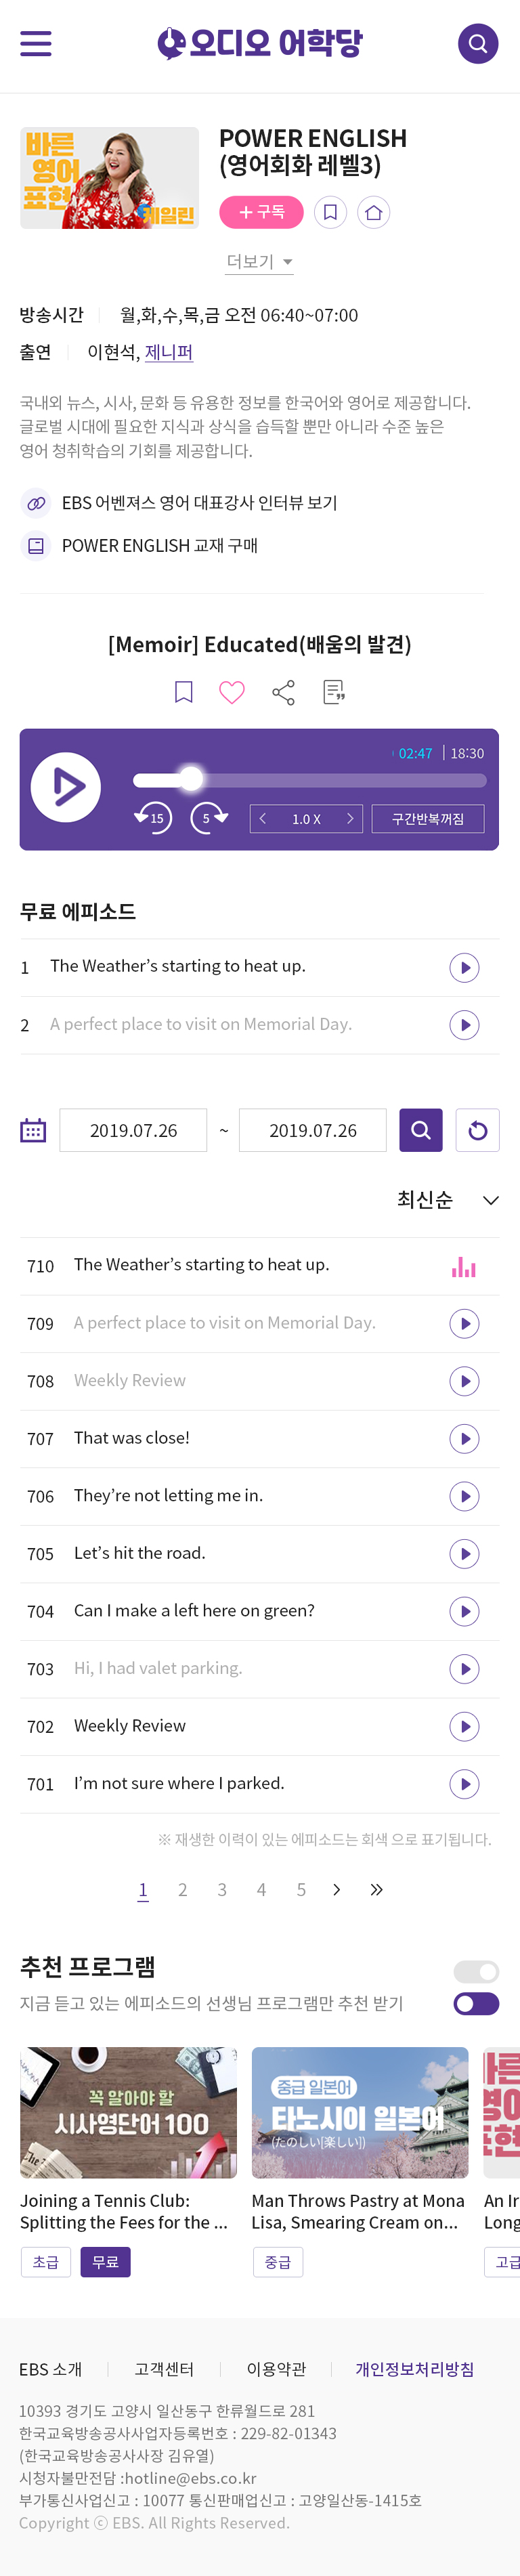 오디오 어학당
바른
영어
표현
케일린
POWER ENGLISH
(영어회화 레벨3)
+ 구독
더보기
방송시간 월,화,수,목,금 오전 06:40~07:00
출연 이현석, 제니퍼
국내외 뉴스, 시사, 문화 등 유용한 정보를 한국어와 영어로 제공합니다.
글로벌 시대에 필요한 지식과 상식을 습득할 뿐만 아니라 수준 높은
영어 청취학습의 기회를 제공합니다.
EBS 어벤져스 영어 대표강사 인터뷰 보기
POWER ENGLISH 교재 구매
[Memoir] Educated(배움의 발견)
02:47 | 18:30
15 5 1.0 X 구간반복꺼짐
무료 에피소드
1 The Weather’s starting to heat up.
2 A perfect place to visit on Memorial Day.
2019.07.26 ~ 2019.07.26
최신순
710 The Weather’s starting to heat up.
709 A perfect place to visit on Memorial Day.
708 Weekly Review
707 That was close!
706 They’re not letting me in.
705 Let’s hit the road.
704 Can I make a left here on green?
703 Hi, I had valet parking.
702 Weekly Review
701 I’m not sure where I parked.
※ 재생한 이력이 있는 에피소드는 회색 으로 표기됩니다.
1 2 3 4 5
추천 프로그램
지금 듣고 있는 에피소드의 선생님 프로그램만 추천 받기
꼭 알아야 할
시사영단어 100
중급 일본어
타노시이 일본어
(たのしい[楽しい])
바른
영어
표현
Joining a Tennis Club:
Splitting the Fees for the ...
초급 무료
Man Throws Pastry at Mona
Lisa, Smearing Cream on...
중급
An Ir
Long
고급
EBS 소개 고객센터 이용약관 개인정보처리방침
10393 경기도 고양시 일산동구 한류월드로 281
한국교육방송공사사업자등록번호 : 229-82-01343
(한국교육방송공사사장 김유열)
시청자불만전담 :hotline@ebs.co.kr
부가통신사업신고 : 10077 통신판매업신고 : 고양일산동-1415호
Copyright ⓒ EBS. All Rights Reserved.